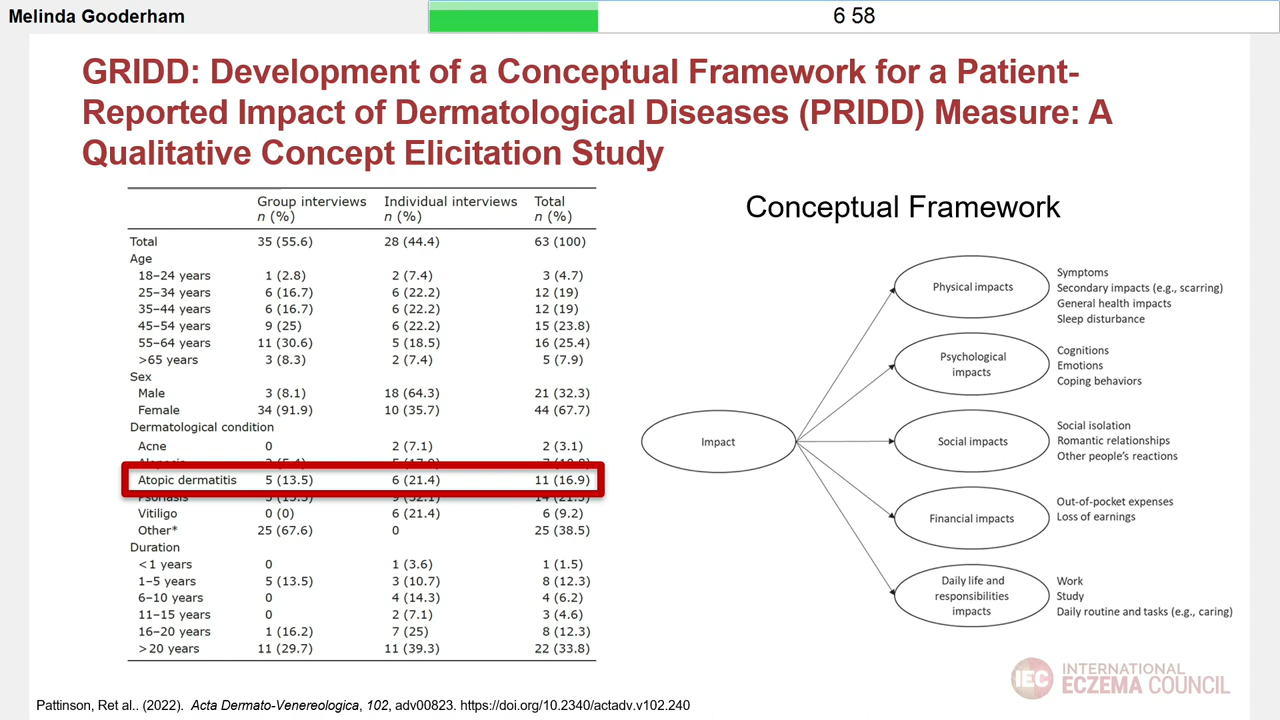 Melinda Gooderham
6 58
GRIDD: Development of a Conceptual Framework for a Patient-
Reported Impact of Dermatological Diseases (PRIDD) Measure: A
Qualitative Concept Elicitation Study
Group interviews Individual interviews Total
n (%) n (%) n (%)
Total 35 (55.6) 28 (44.4) 63 (100)
Age
18–24 years 1 (2.8) 2 (7.4) 3 (4.7)
25–34 years 6 (16.7) 6 (22.2) 12 (19)
35–44 years 6 (16.7) 6 (22.2) 12 (19)
45–54 years 9 (25) 6 (22.2) 15 (23.8)
55–64 years 11 (30.6) 5 (18.5) 16 (25.4)
>65 years 3 (8.3) 2 (7.4) 5 (7.9)
Sex
Male 3 (8.1) 18 (64.3) 21 (32.3)
Female 34 (91.9) 10 (35.7) 44 (67.7)
Dermatological condition
Acne 0 2 (7.1) 2 (3.1)
Atopic dermatitis 5 (13.5) 6 (21.4) 11 (16.9)
Psoriasis
Vitiligo 0 (0) 6 (21.4) 6 (9.2)
Other* 25 (67.6) 0 25 (38.5)
Duration
<1 years 0 1 (3.6) 1 (1.5)
1–5 years 5 (13.5) 3 (10.7) 8 (12.3)
6–10 years 0 4 (14.3) 4 (6.2)
11–15 years 0 2 (7.1) 3 (4.6)
16–20 years 1 (16.2) 7 (25) 8 (12.3)
>20 years 11 (29.7) 11 (39.3) 22 (33.8)
Conceptual Framework
Impact
Physical impacts
Symptoms
Secondary impacts (e.g., scarring)
General health impacts
Sleep disturbance
Psychological
impacts
Cognitions
Emotions
Coping behaviors
Social impacts
Social isolation
Romantic relationships
Other people's reactions
Financial impacts
Out-of-pocket expenses
Loss of earnings
Daily life and
responsibilities
impacts
Work
Study
Daily routine and tasks (e.g., caring)
IEC
INTERNATIONAL
ECZEMA COUNCIL
Pattinson, Ret al.. (2022). Acta Dermato-Venereologica, 102, adv00823. https://doi.org/10.2340/actadv.v102.240